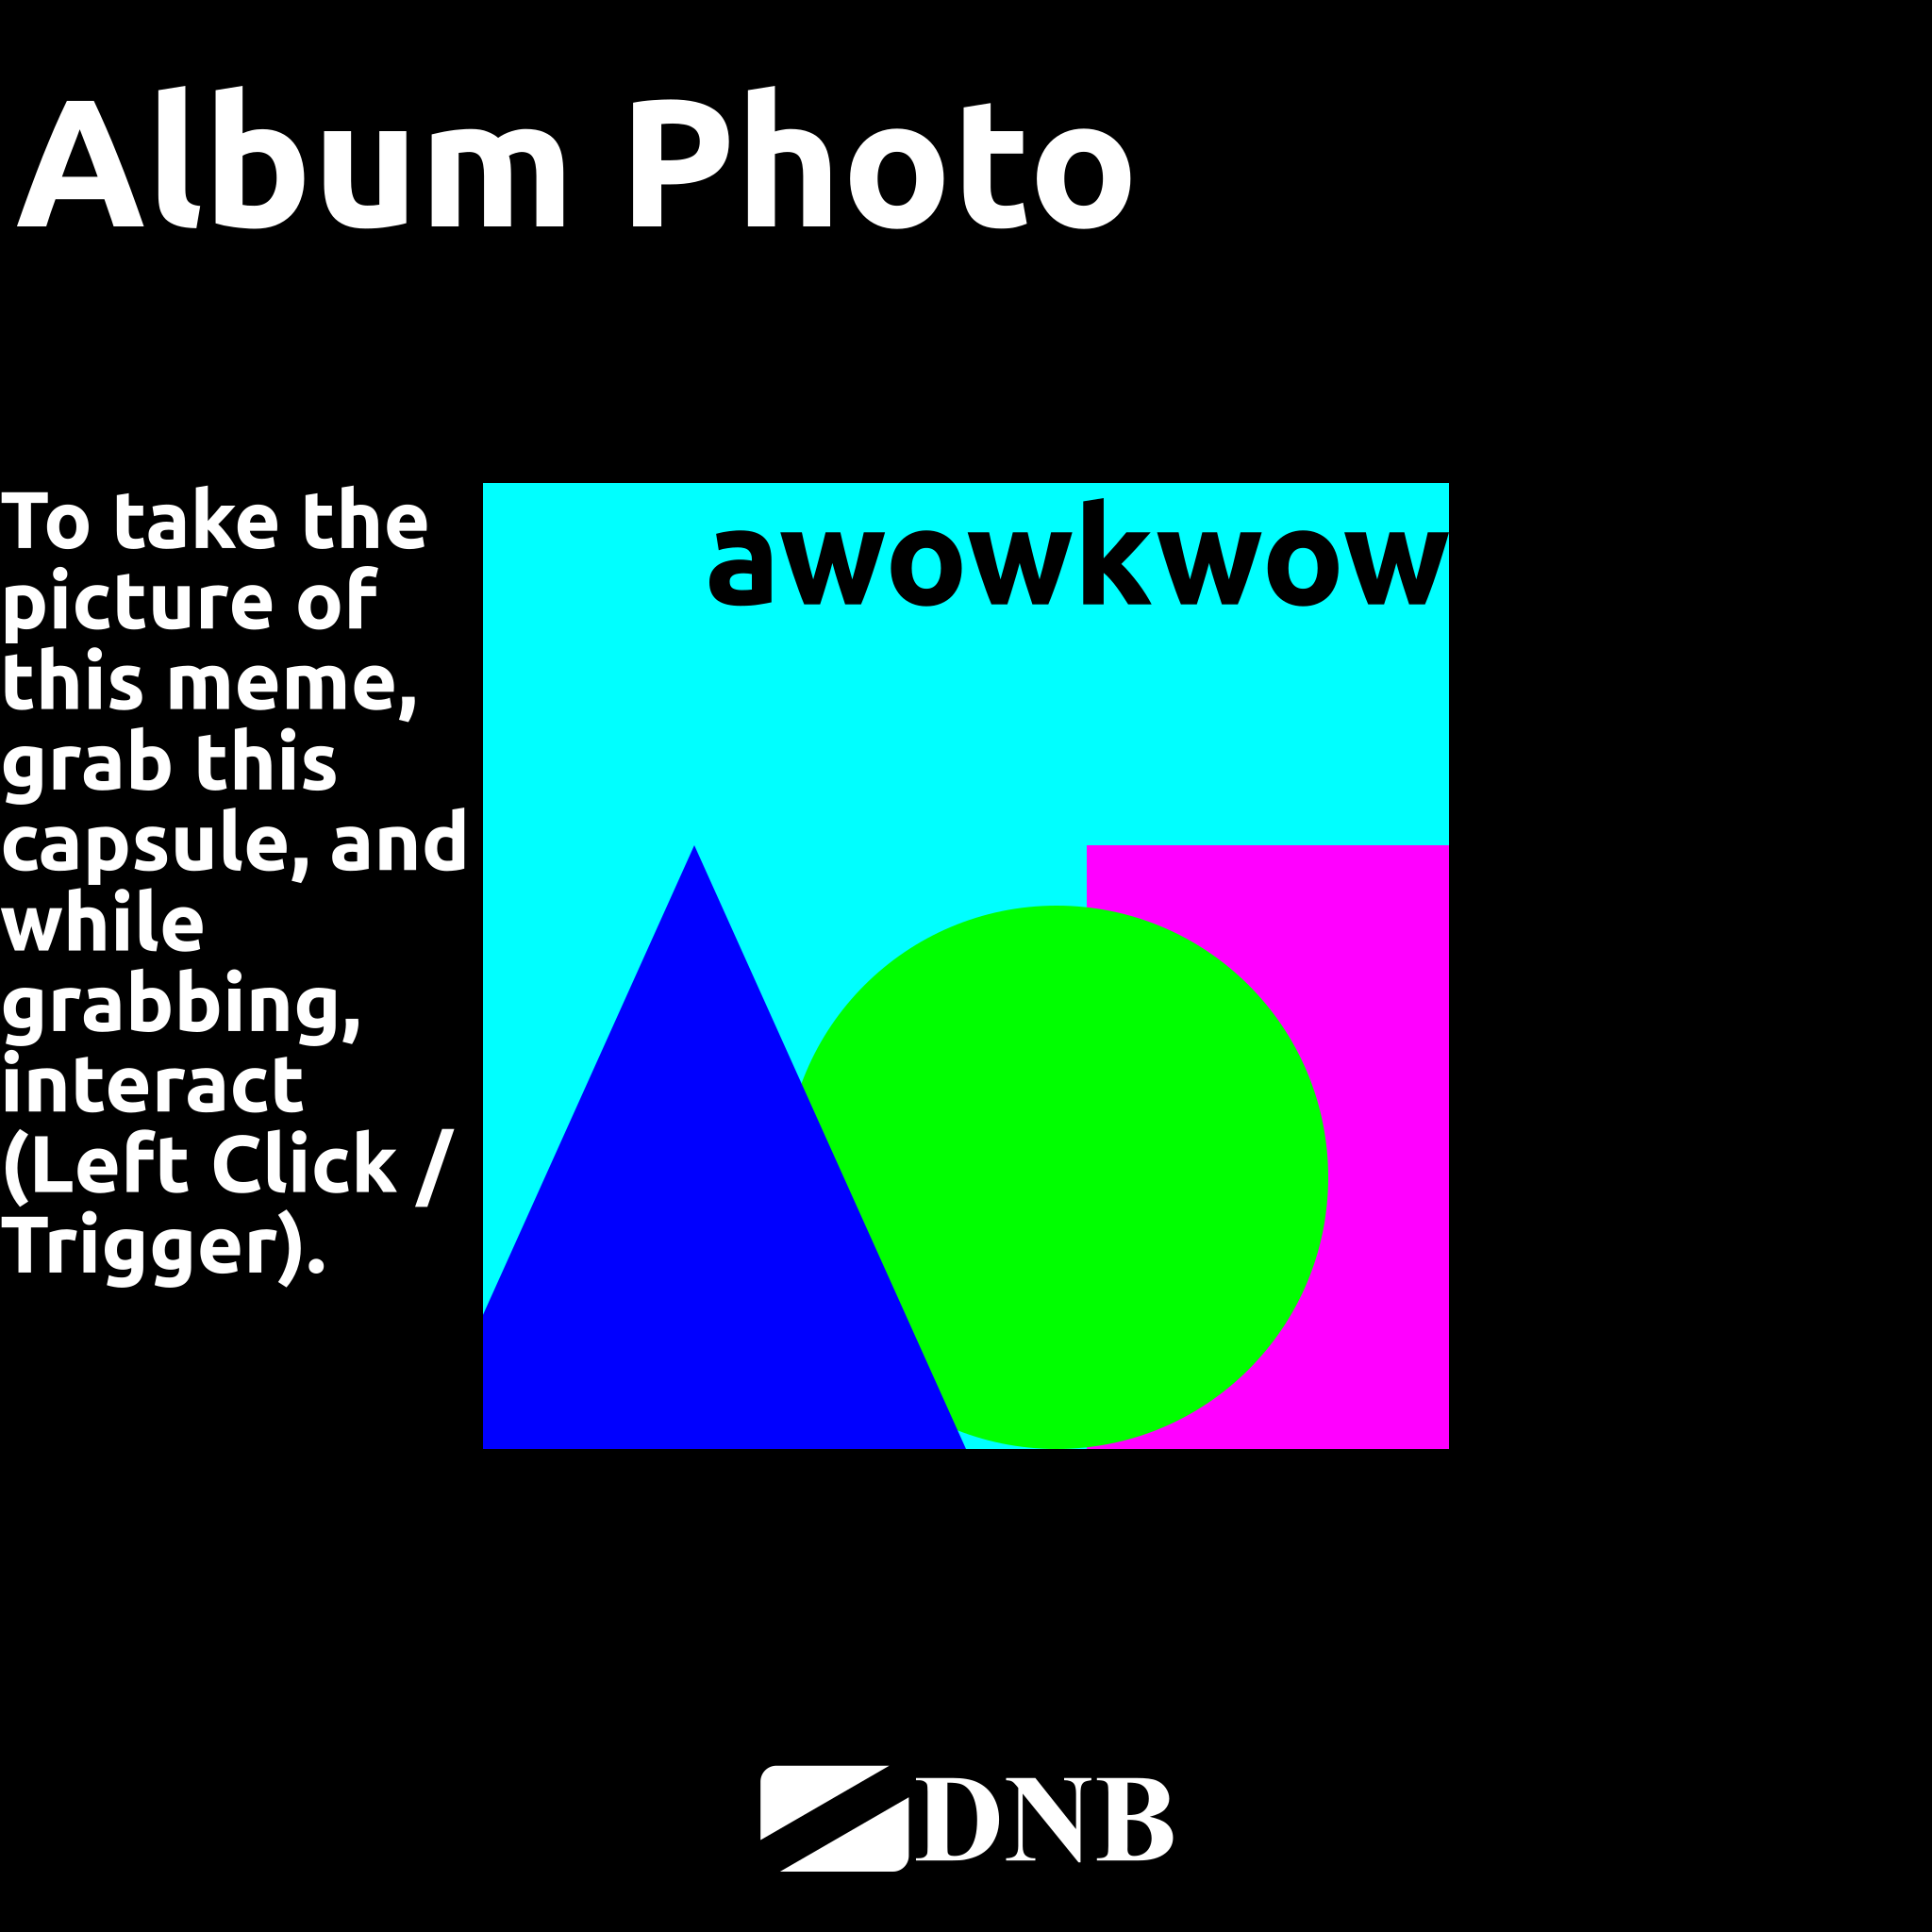 Album Photo
To take the
picture of
this meme,
grab this
capsule, and
while
grabbing,
interact
(Left Click /
Trigger).
awowkwow
DNB